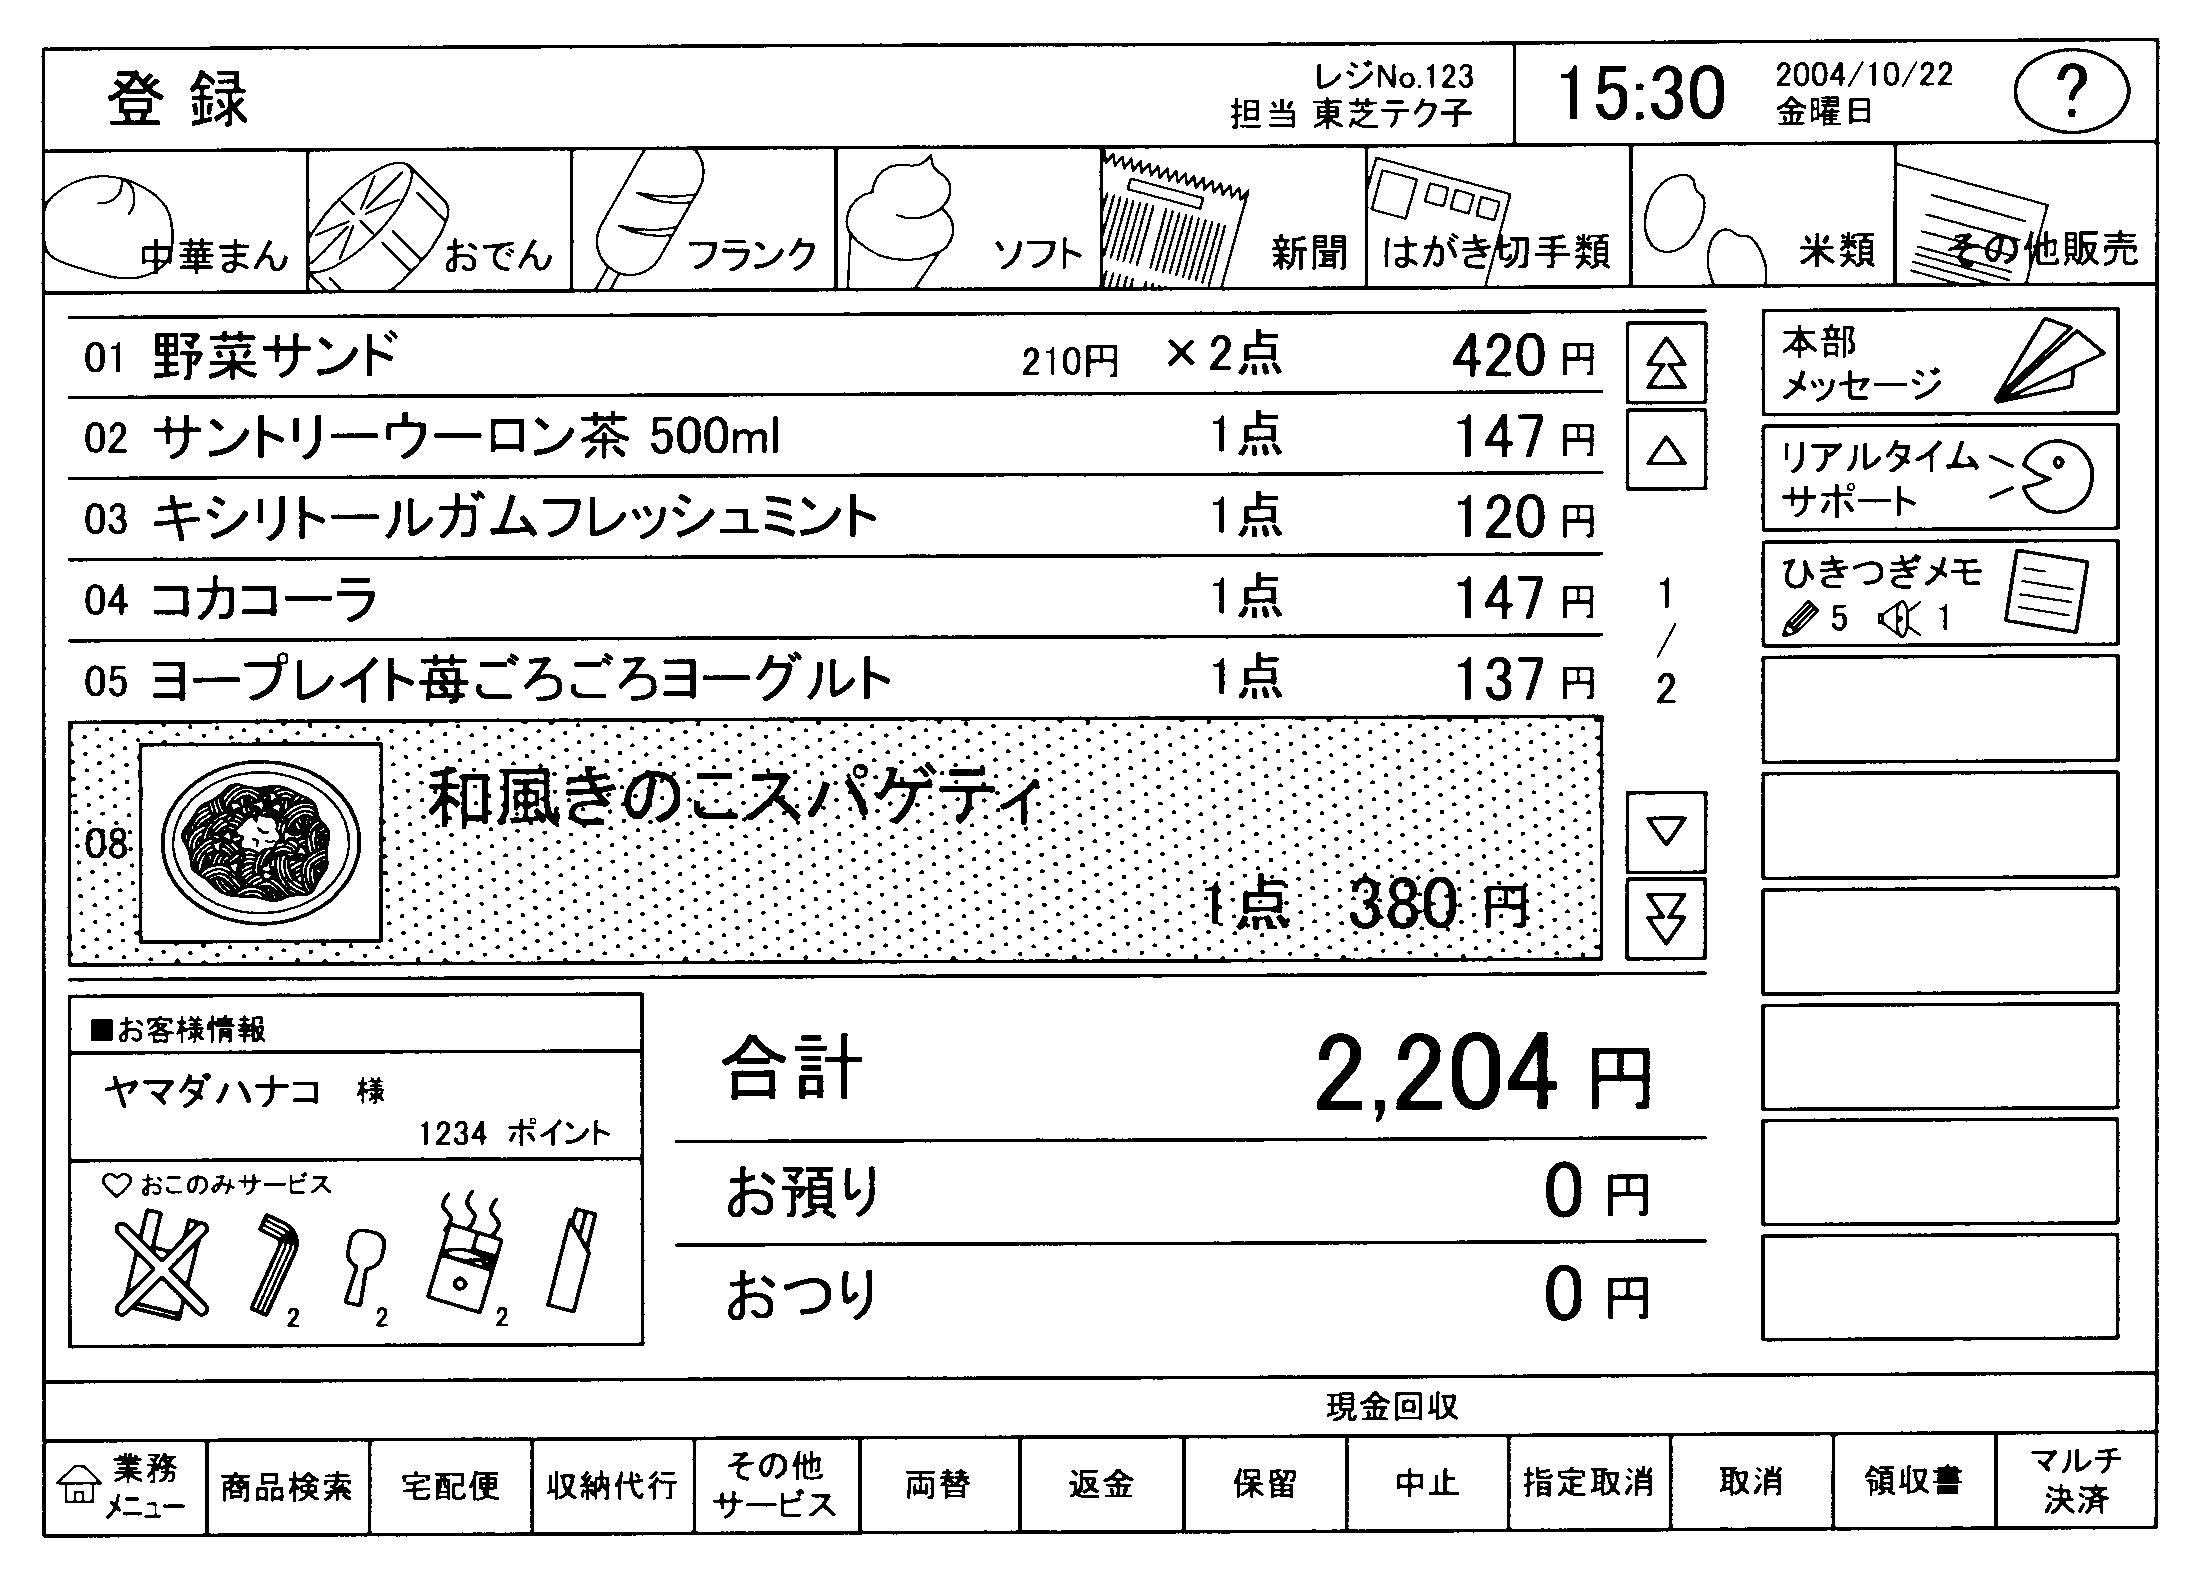 登録
レジNo.123
担当 東芝テク子
15:30
2004/10/22
金曜日
?
中華まん
おでん
フランク
ソフト
新聞
はがき切手類
米類
その他販売
01 野菜サンド 210円 ×2点 420円
02 サントリーウーロン茶 500ml 1点 147円
03 キシリトールガムフレッシュミント 1点 120円
04 コカコーラ 1点 147円
05 ヨープレイト苺ごろごろヨーグルト 1点 137円
08 和風きのこスパゲティ
1点 380円
1
/
2
本部
メッセージ
リアルタイム
サポート
ひきつぎメモ
5 1
■お客様情報
ヤマダハナコ 様
1234 ポイント
♡おこのみサービス
2 2 2
合計 2,204円
お預り 0円
おつり 0円
現金回収
業務
メニュー
商品検索
宅配便
収納代行
その他
サービス
両替
返金
保留
中止
指定取消
取消
領収書
マルチ
決済